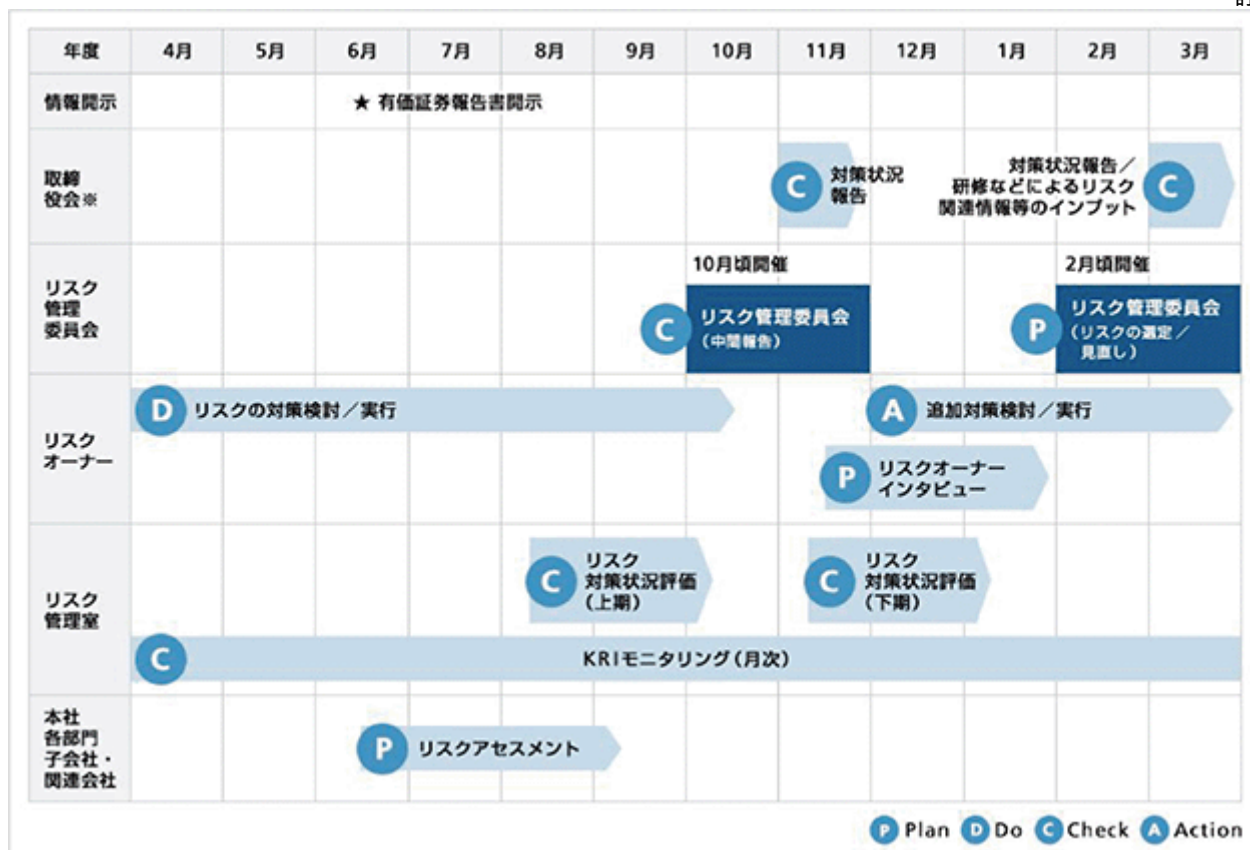 年度 4月 5月 6月 7月 8月 9月 10月 11月 12月 1月 2月 3月
情報開示
★ 有価証券報告書開示
取締
役会※
C 対策状況
報告
対策状況報告／
研修などによるリスク
関連情報等のインプット
C
リスク
管理
委員会
10月頃開催
C リスク管理委員会
（中間報告）
2月頃開催
P リスク管理委員会
（リスクの選定／
見直し）
リスク
オーナー
D リスクの対策検討／実行
A 追加対策検討／実行
P リスクオーナー
インタビュー
リスク
管理室
C リスク
対策状況評価
（上期）
C リスク
対策状況評価
（下期）
C KRIモニタリング（月次）
本社
各部門
子会社・
関連会社
P リスクアセスメント
P Plan D Do C Check A Action